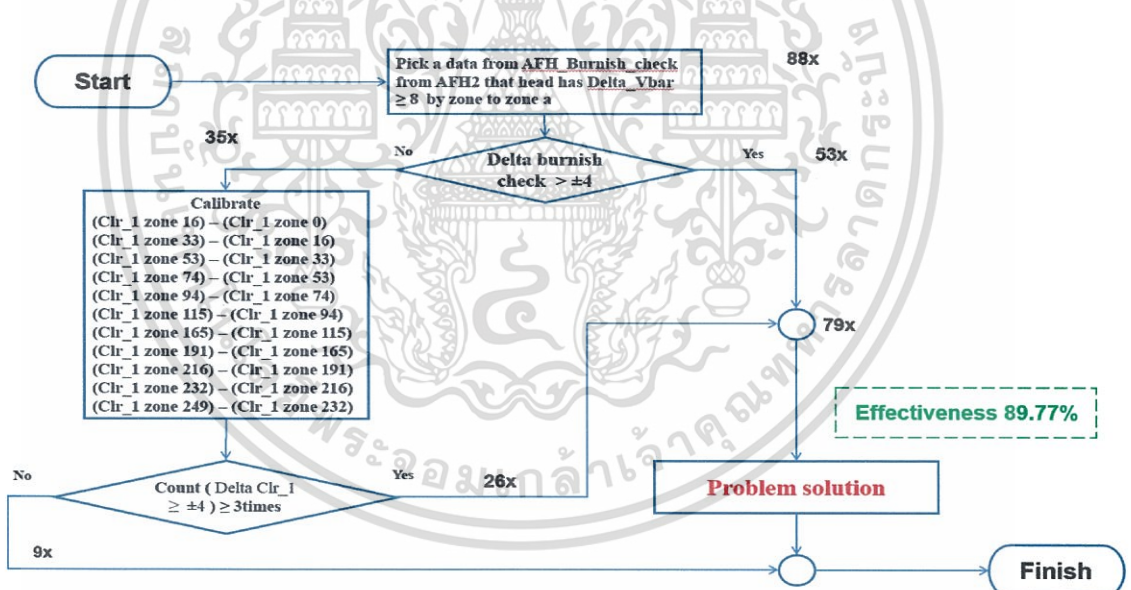 Start
Pick a data from AFH_Burnish_check
from AFH2 that head has Delta_Vbar
≥ 8 by zone to zone a
88x
35x
No
Delta burnish
check > ±4
Yes
53x
Calibrate
(Clr_1 zone 16) – (Clr_1 zone 0)
(Clr_1 zone 33) – (Clr_1 zone 16)
(Clr_1 zone 53) – (Clr_1 zone 33)
(Clr_1 zone 74) – (Clr_1 zone 53)
(Clr_1 zone 94) – (Clr_1 zone 74)
(Clr_1 zone 115) – (Clr_1 zone 94)
(Clr_1 zone 165) – (Clr_1 zone 115)
(Clr_1 zone 191) – (Clr_1 zone 165)
(Clr_1 zone 216) – (Clr_1 zone 191)
(Clr_1 zone 232) – (Clr_1 zone 216)
(Clr_1 zone 249) – (Clr_1 zone 232)
79x
Effectiveness 89.77%
No
Count ( Delta Clr_1
≥ ±4 ) ≥ 3times
Yes
26x
Problem solution
9x
Finish